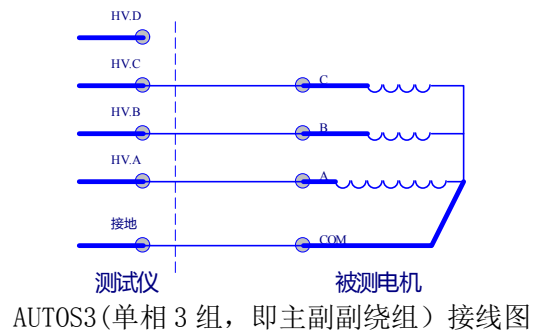 HV.D
HV.C
C
HV.B
B
HV.A
A
接地
COM
测试仪 被测电机
AUTOS3(单相 3 组，即主副副绕组）接线图